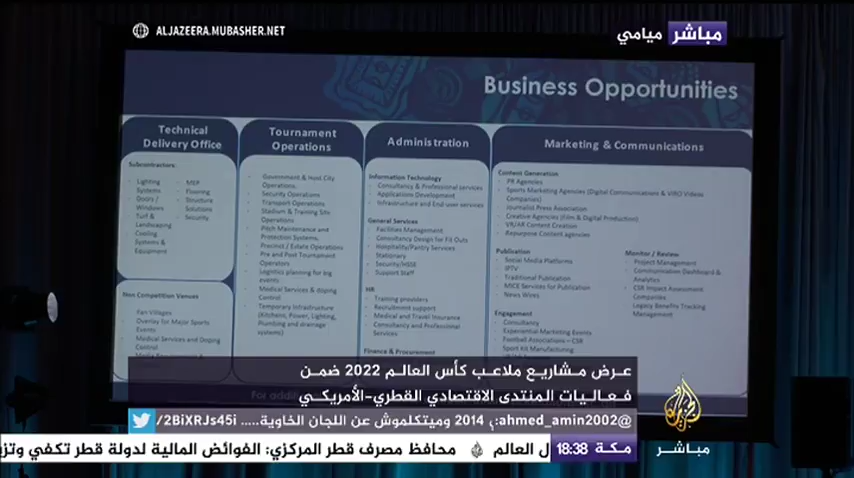 ALJAZEERA.MUBASHER.NET
مباشر ميامي
Business Opportunities
Technical
Delivery Office
Subcontractors:
Lighting
Systems
Doors /
Windows
Turf &
Landscaping
Cooling
Systems &
Equipment
MEP
Flooring
Structure
Solutions
Security
Non Competition Venues
Fan Villages
Overlay for Major Sports
Events
Medical Services and Doping
Control
Tournament
Operations
Government & Host City
Operations.
Security Operations
Transport Operations
Stadium & Training Site
Operations
Pitch Maintenance and
Protection Systems.
Precinct / Estate Operations
Pre and Post Tournament
Operators
Logistics planning for big
events
Medical Services & doping
Control
Temporary Infrastructure
(Kitchens, Power, Lighting,
Plumbing and drainage
systems)
Administration
Information Technology
Consultancy & Professional services
Applications Development
Infrastructure and End user services
General Services
Facilities Management
Consultancy Design for Fit Outs
Hospitality/Pantry Services
Stationary
Security/HSSE
Support Staff
HR
Training providers
Recruitment support
Medical and Travel Insurance
Consultancy and Professional
Services
Finance & Procurement
Marketing & Communications
Content Generation
PR Agencies
Sports Marketing Agencies (Digital Communications & VIRO Videos
Companies)
Journalist Press Association
Creative Agencies (Film & Digital Production)
VR/AR Content Creation
Repurpose Content agencies
Publication
Social Media Platforms
IPTV
Traditional Publication
MICE Services for Publication
News Wires
Engagement
Consultancy
Experiential Marketing Events
Football Associations – CSR
Sport Kit Manufacturing
Monitor / Review
Project Management
Communication Dashboard &
Analytics
CSR Impact Assessment
Companies
Legacy Benefits Tracking
Management
For addi
عرض مشاريع ملاعب كأس العالم 2022 ضمن
فعاليات المنتدى الاقتصادي القطري-الأمريكي
@ahmed_amin2002: 2014 وميتكلموش عن اللجان الخاوية..... /2BiXRJs45i
مكة 18:38
ل العالم محافظ مصرف قطر المركزي: الفوائض المالية لدولة قطر تكفي وتز
الجزيرة
مباشر